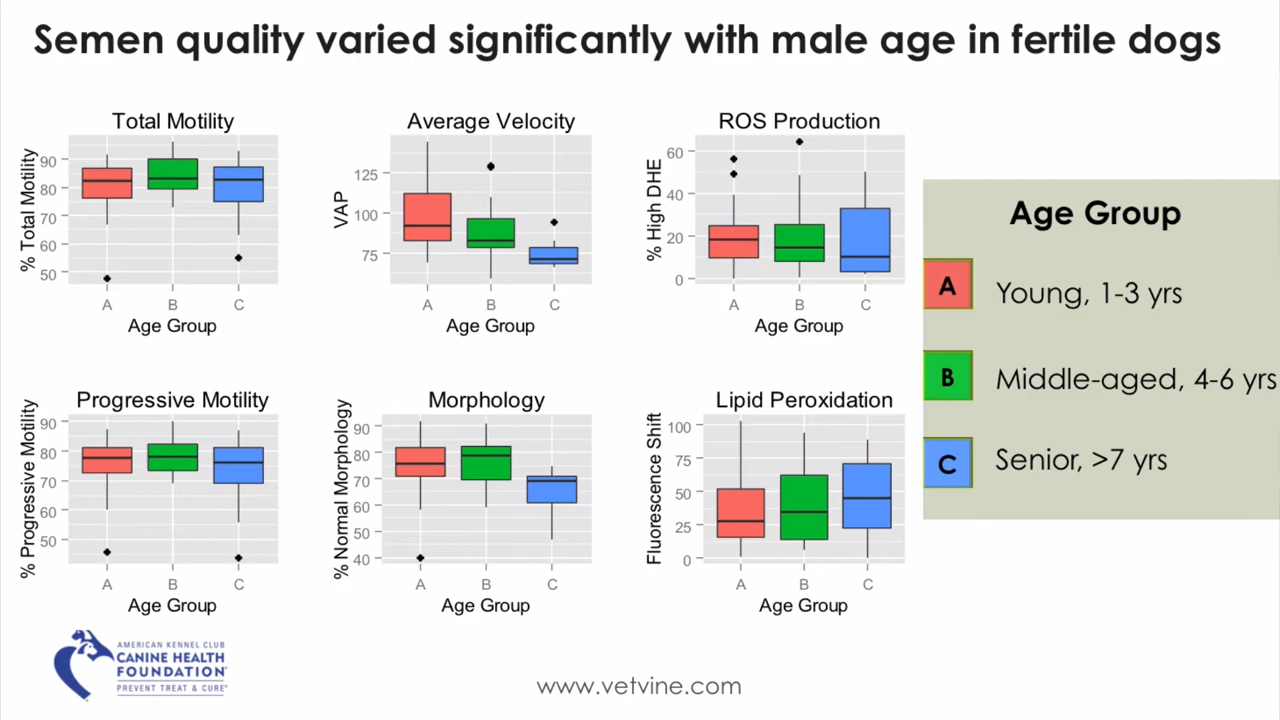 Semen quality varied significantly with male age in fertile dogs
Total Motility
% Total Motility
90
80
70
60
50
A B C
Age Group
Average Velocity
VAP
125
100
75
A B C
Age Group
ROS Production
% High DHE
60
40
20
0
A B C
Age Group
Progressive Motility
% Progressive Motility
90
80
70
60
50
A B C
Age Group
Morphology
% Normal Morphology
90
80
70
60
50
40
A B C
Age Group
Lipid Peroxidation
Fluorescence Shift
100
75
50
25
0
A B C
Age Group
Age Group
A Young, 1-3 yrs
B Middle-aged, 4-6 yrs
C Senior, >7 yrs
AMERICAN KENNEL CLUB
CANINE HEALTH
FOUNDATION®
PREVENT TREAT & CURE®
www.vetvine.com